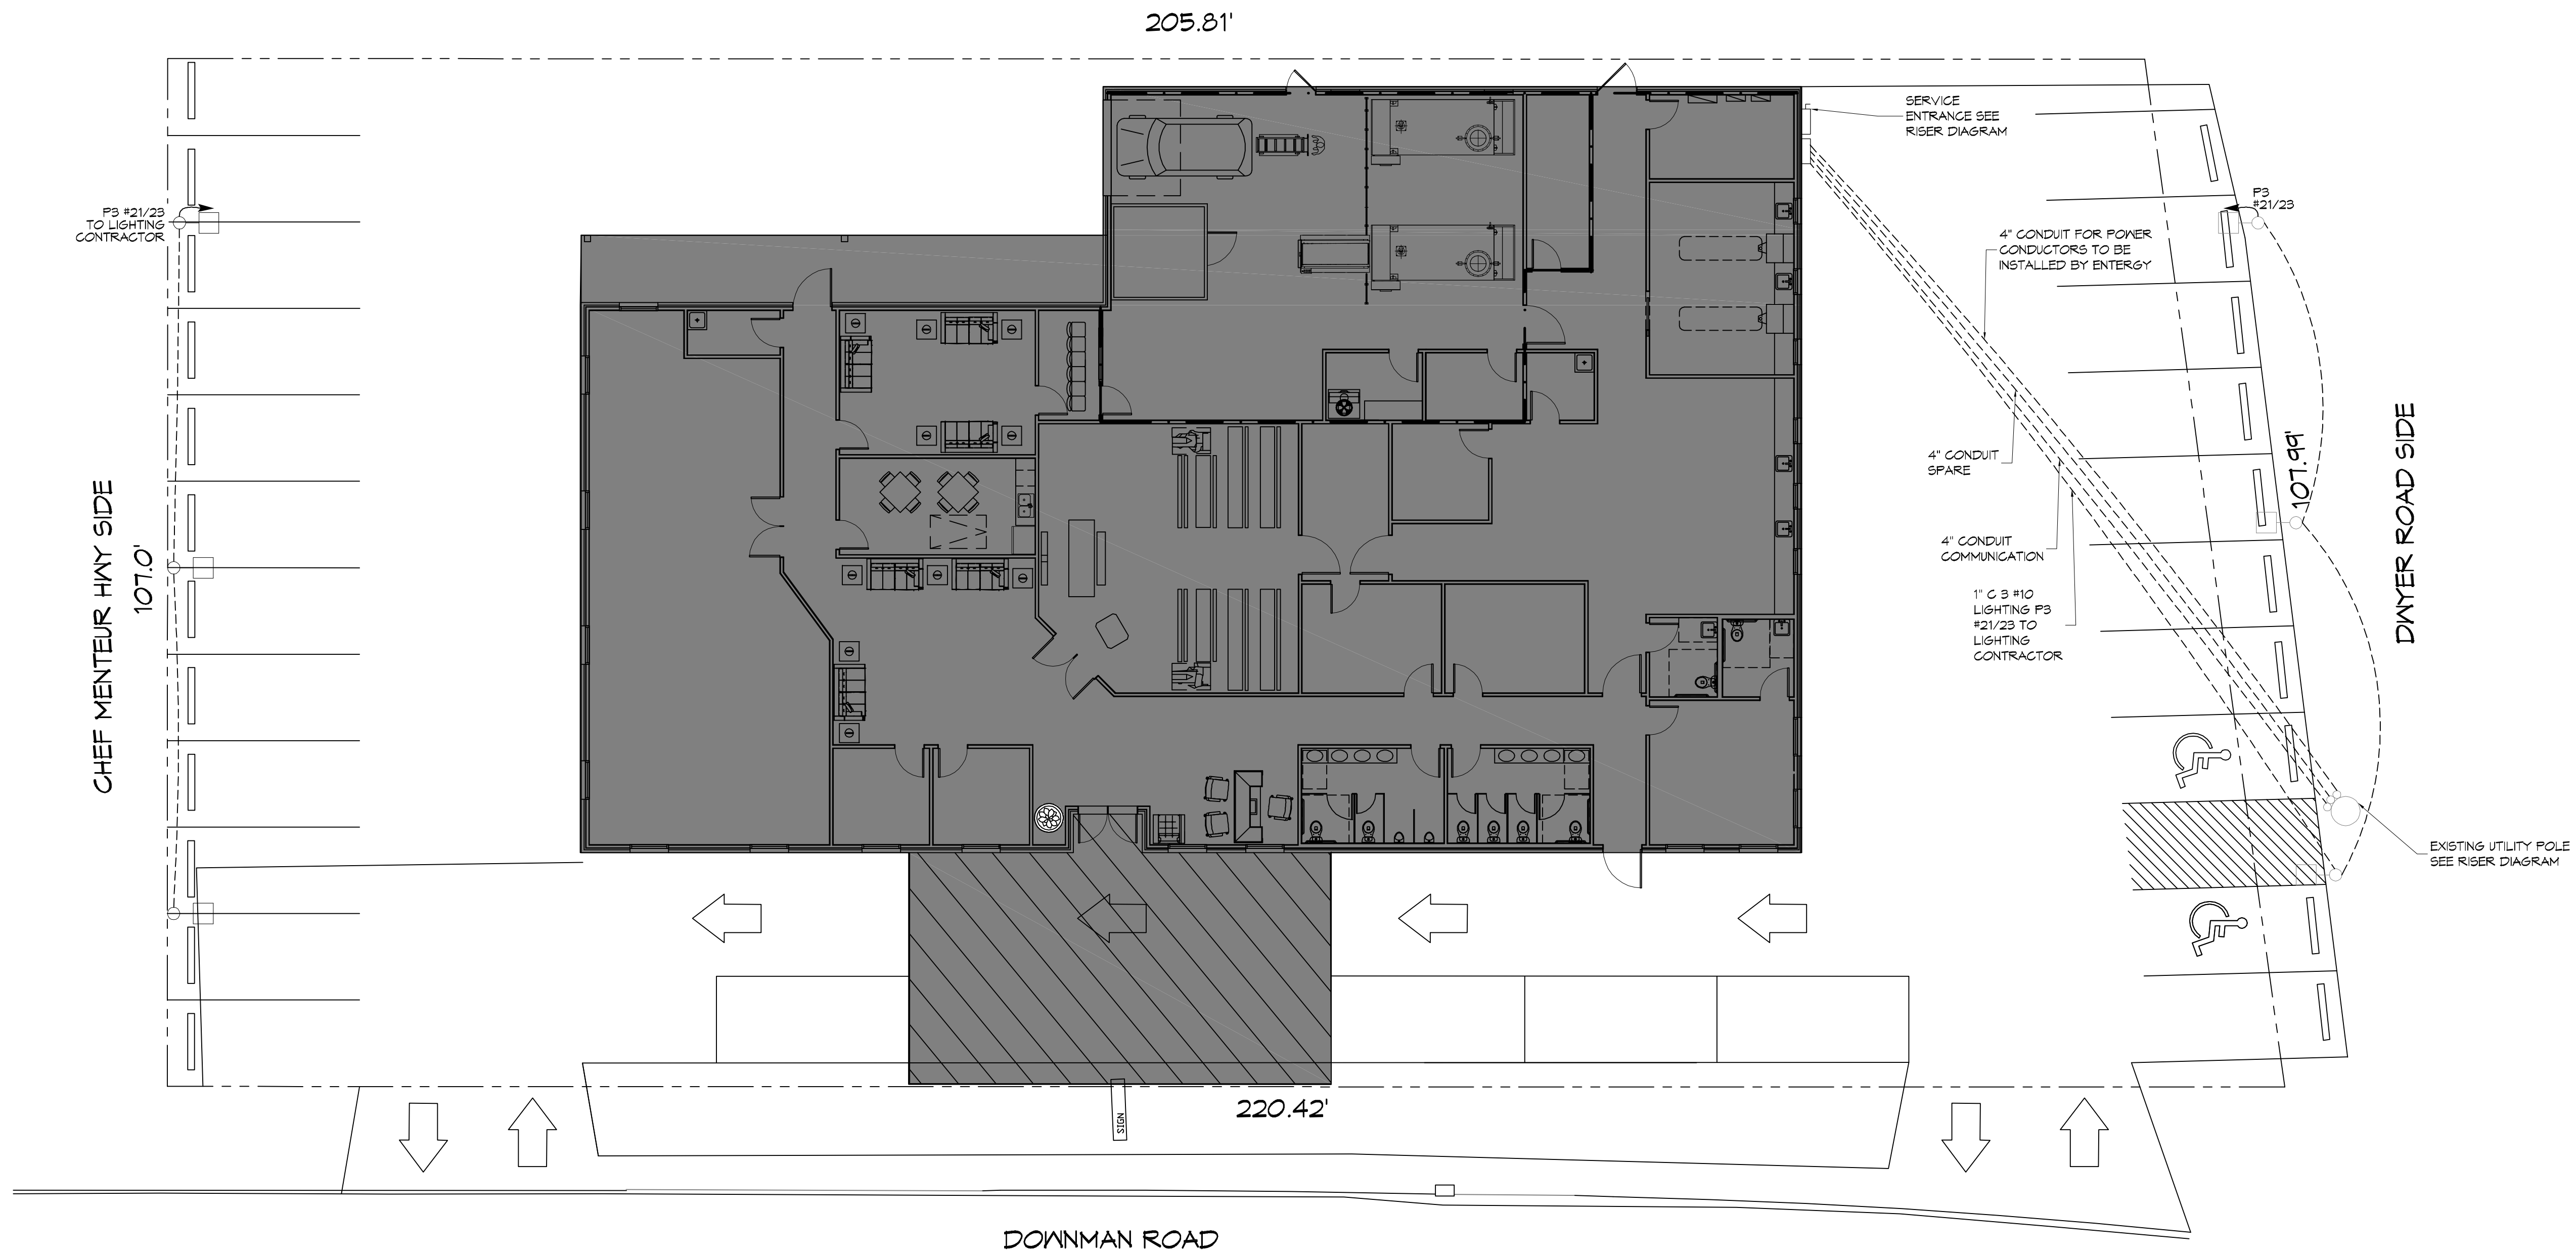 205.81'
SERVICE
ENTRANCE SEE
RISER DIAGRAM
P3 #21/23
TO LIGHTING
CONTRACTOR
P3
#21/23
4" CONDUIT FOR POWER
CONDUCTORS TO BE
INSTALLED BY ENTERGY
CHEF MENTEUR HWY SIDE
107.0'
4" CONDUIT
SPARE
107.99'
DWYER ROAD SIDE
4" CONDUIT
COMMUNICATION
1" C 3 #10
LIGHTING P3
#21/23 TO
LIGHTING
CONTRACTOR
EXISTING UTILITY POLE
SEE RISER DIAGRAM
220.42'
SIGN
DOWNMAN ROAD